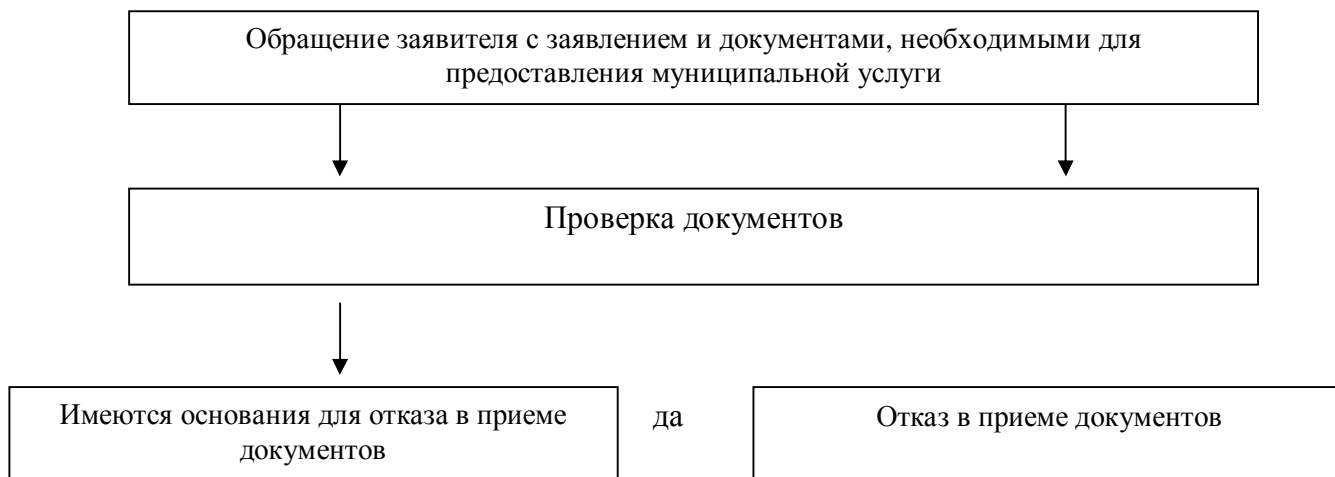 Обращение заявителя с заявлением и документами, необходимыми для
предоставления муниципальной услуги
Проверка документов
Имеются основания для отказа в приеме
документов
да
Отказ в приеме документов